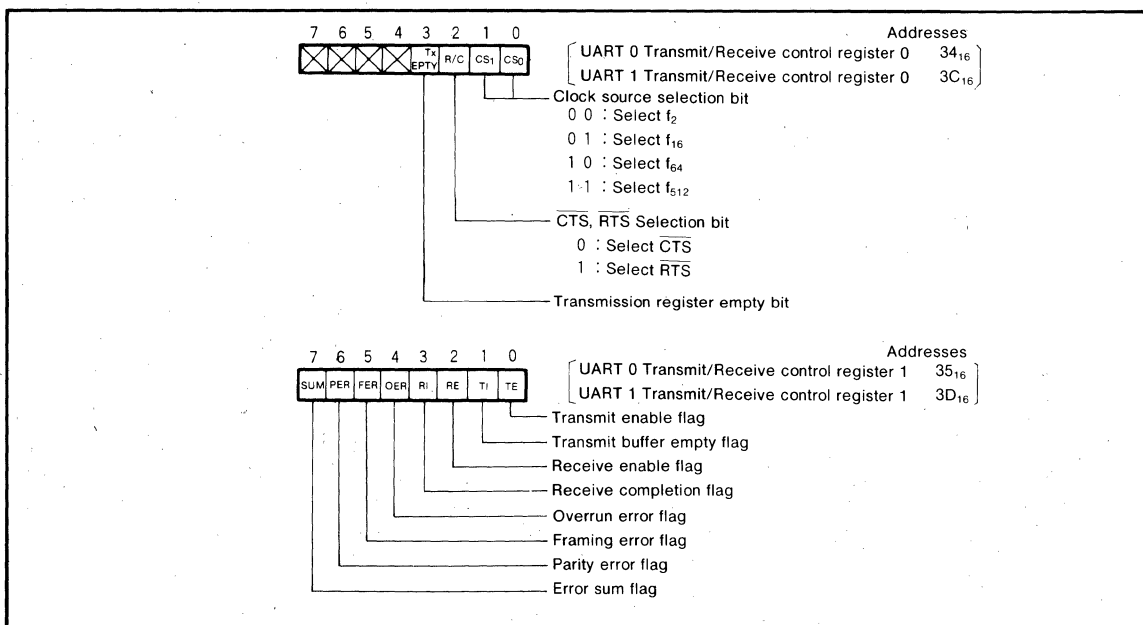 7 6 5 4 3 2 1 0
Addresses
Tx EPTY R/C CS1 CS0
UART 0 Transmit/Receive control register 0 34₁₆
UART 1 Transmit/Receive control register 0 3C₁₆
Clock source selection bit
0 0 : Select f₂
0 1 : Select f₁₆
1 0 : Select f₆₄
1 1 : Select f₅₁₂
C̅T̅S̅, R̅T̅S̅ Selection bit
0 : Select C̅T̅S̅
1 : Select R̅T̅S̅
Transmission register empty bit
7 6 5 4 3 2 1 0
Addresses
SUM PER FER OER RI RE TI TE
UART 0 Transmit/Receive control register 1 35₁₆
UART 1 Transmit/Receive control register 1 3D₁₆
Transmit enable flag
Transmit buffer empty flag
Receive enable flag
Receive completion flag
Overrun error flag
Framing error flag
Parity error flag
Error sum flag